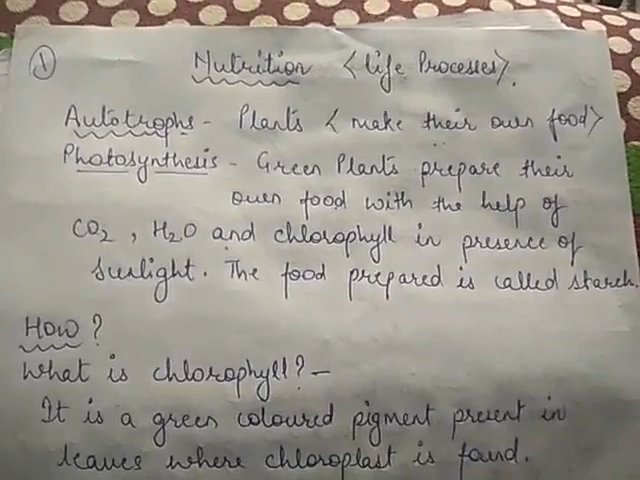 ① Nutrition <life Processes>.
Autotrophs - Plants < make their own food>
Photosynthesis - Green Plants prepare their
own food with the help of
CO2, H2O and chlorophyll in presence of
sunlight. The food prepared is called starch.
How?
What is chlorophyll? -
It is a green coloured pigment present in
leaves where chloroplast is found.